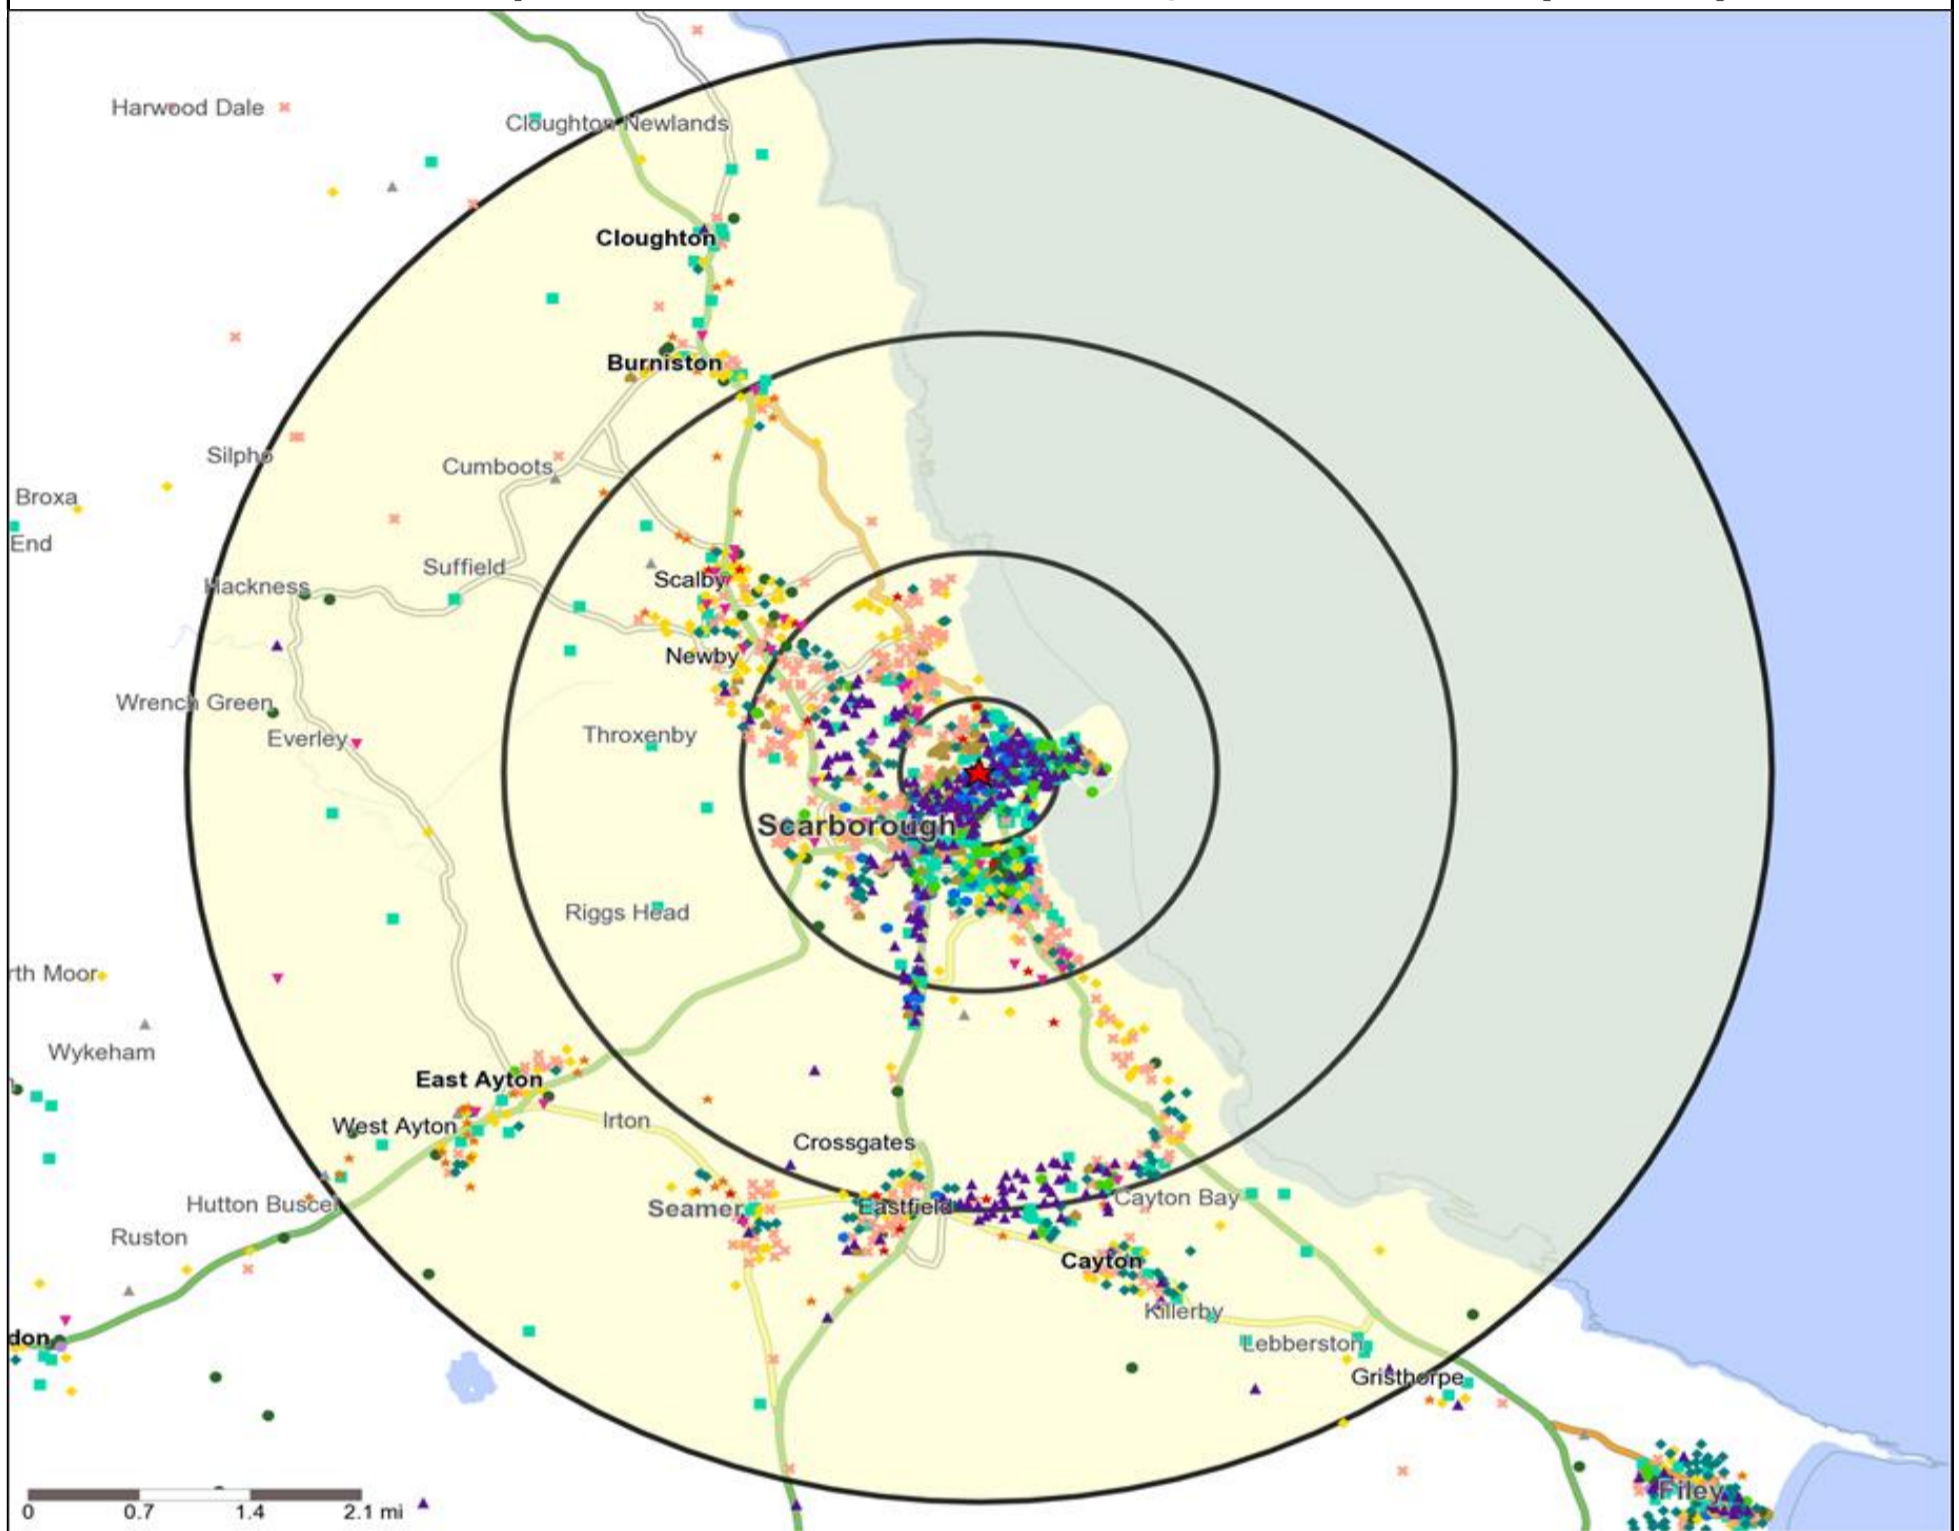 Harwood Dale
Cloughton Newlands
Cloughton
Burniston
Silpho
Cumboots
Broxa
End
Suffield
Scalby
Hackness
Newby
Wrench Green
Throxenby
Everley
Scarborough
Riggs Head
rth Moor
Wykeham
East Ayton
West Ayton
Irton
Crossgates
Hutton Buscel
Seamer
Eastfield
Cayton Bay
Ruston
Cayton
Killerby
don
Lebberston
Gristhorpe
Filey
0 0.7 1.4 2.1 mi